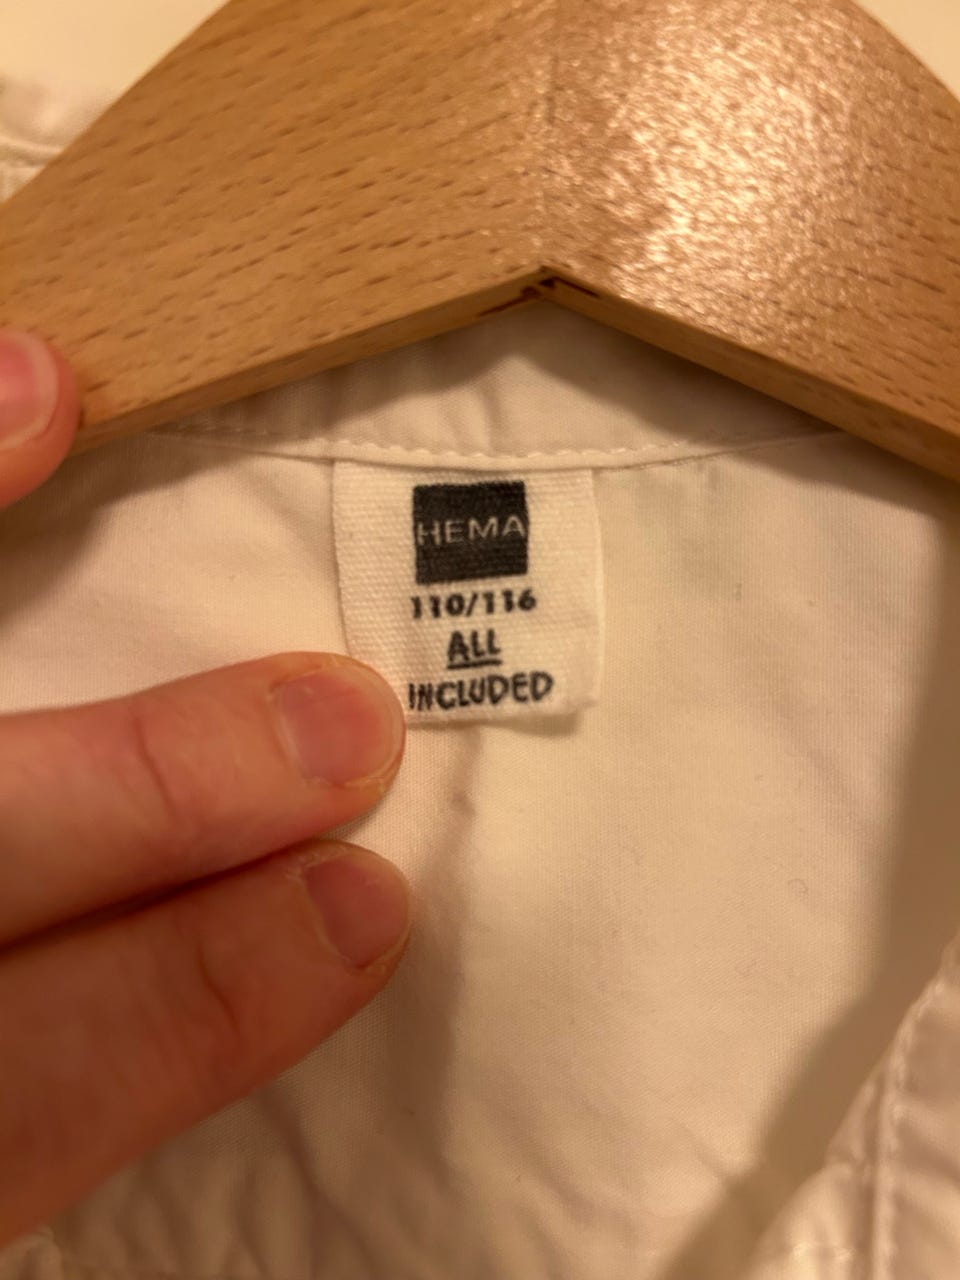 HEMA
110/116
ALL
INCLUDED